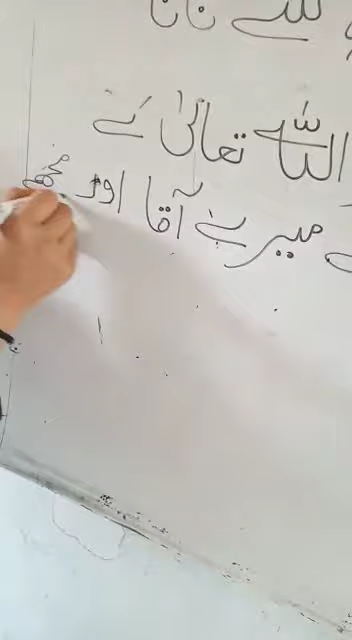 اللہ تعالیٰ نے
میرے آقا اور مجھ